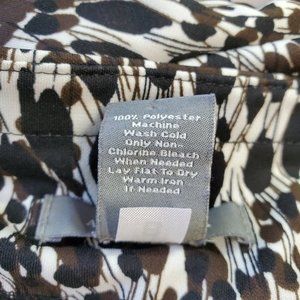 100% Polyester
Machine
Wash Cold
Only Non-
Chlorine Bleach
When Needed
Lay Flat To Dry
Warm Iron
If Needed